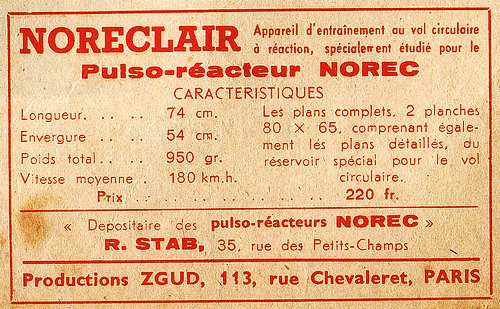 NORECLAIR Appareil d'entraînement au vol circulaire
à réaction, spécialement étudié pour le
Pulso-réacteur NOREC
CARACTERISTIQUES
Longueur. . . . . 74 cm.
Envergure . . . . 54 cm.
Poids total. . . . 950 gr.
Vitesse moyenne . 180 km.h.
Les plans complets, 2 planches
80 × 65, comprenant égale-
ment lés plans détaillés, du
réservoir spécial pour le vol
circulaire.
Prix . . . . . . . . . . . . . . . . . . . . 220 fr.
« Depositaire des pulso-réacteurs NOREC »
R. STAB, 35, rue des Petits-Champs
Productions ZGUD, 113, rue Chevaleret, PARIS